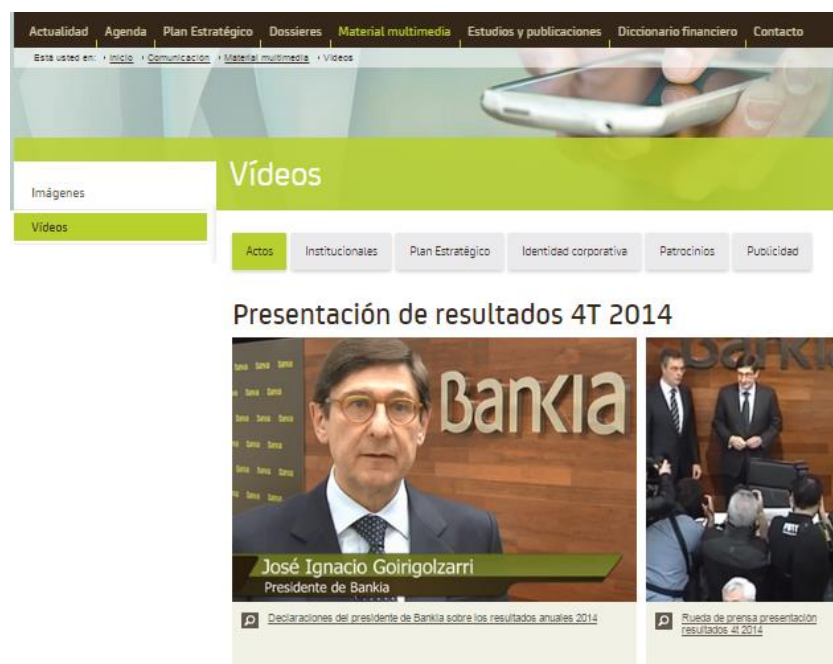 Actualidad Agenda Plan Estratégico Dossieres Material multimedia Estudios y publicaciones Diccionario financiero Contacto
Está usted en: Inicio Comunicación Material multimedia Vídeos
Vídeos
Imágenes
Vídeos
Actos Institucionales Plan Estratégico Identidad corporativa Patrocinios Publicidad
Presentación de resultados 4T 2014
Bankia
José Ignacio Goirigolzarri
Presidente de Bankia
Declaraciones del presidente de Bankia sobre los resultados anuales 2014
Bankia
Rueda de prensa presentación
resultados 4t 2014